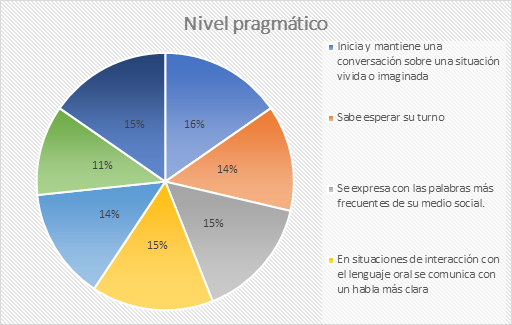 Nivel pragmático
15%
16%
11%
14%
14%
15%
15%
Inicia y mantiene una
conversación sobre una situación
vivida o imaginada
Sabe esperar su turno
Se expresa con las palabras más
frecuentes de su medio social.
En situaciones de interacción con
el lenguaje oral se comunica con
un habla más clara